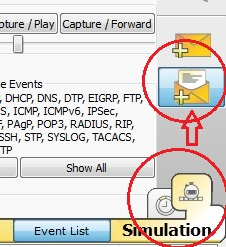 pture / Play Capture / Forward
e Events
, DHCP, DNS, DTP, EIGRP, FTP,
, ICMP, ICMPv6, IPSec,
F, PAgP, POP3, RADIUS, RIP,
SSH, STP, SYSLOG, TACACS,
TP
Show All
Event List Simulation